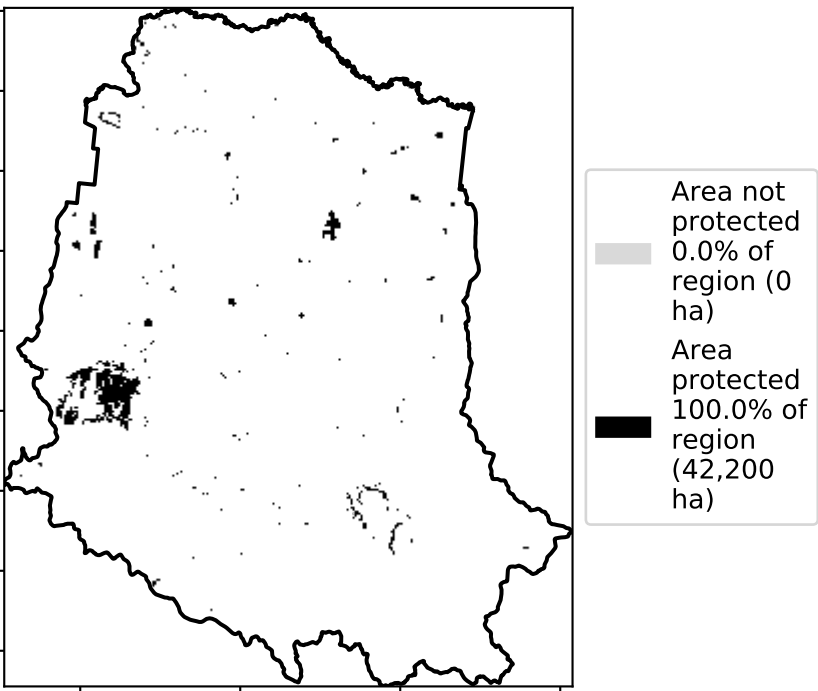 Area not
protected
0.0% of
region (0
ha)
Area
protected
100.0% of
region
(42,200
ha)